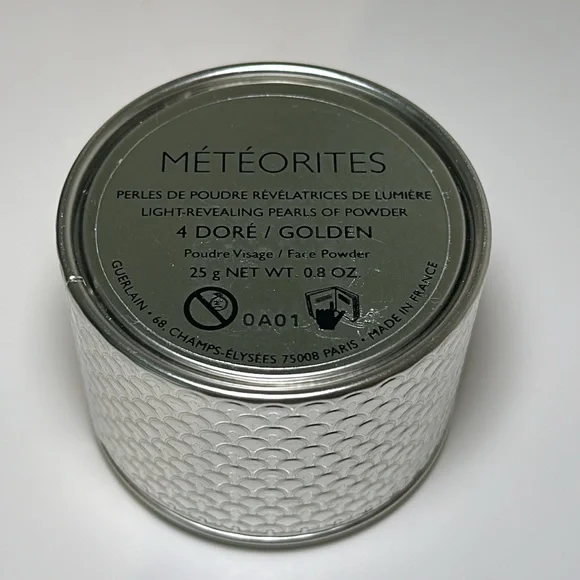 MÉTÉORITES
PERLES DE POUDRE RÉVÉLATRICES DE LUMIÈRE
LIGHT-REVEALING PEARLS OF POWDER
4 DORÉ / GOLDEN
Poudre Visage / Face Powder
25 g NET WT. 0.8 OZ.
0A01
GUERLAIN • 68, CHAMPS-ÉLYSÉES 75008 PARIS • MADE IN FRANCE